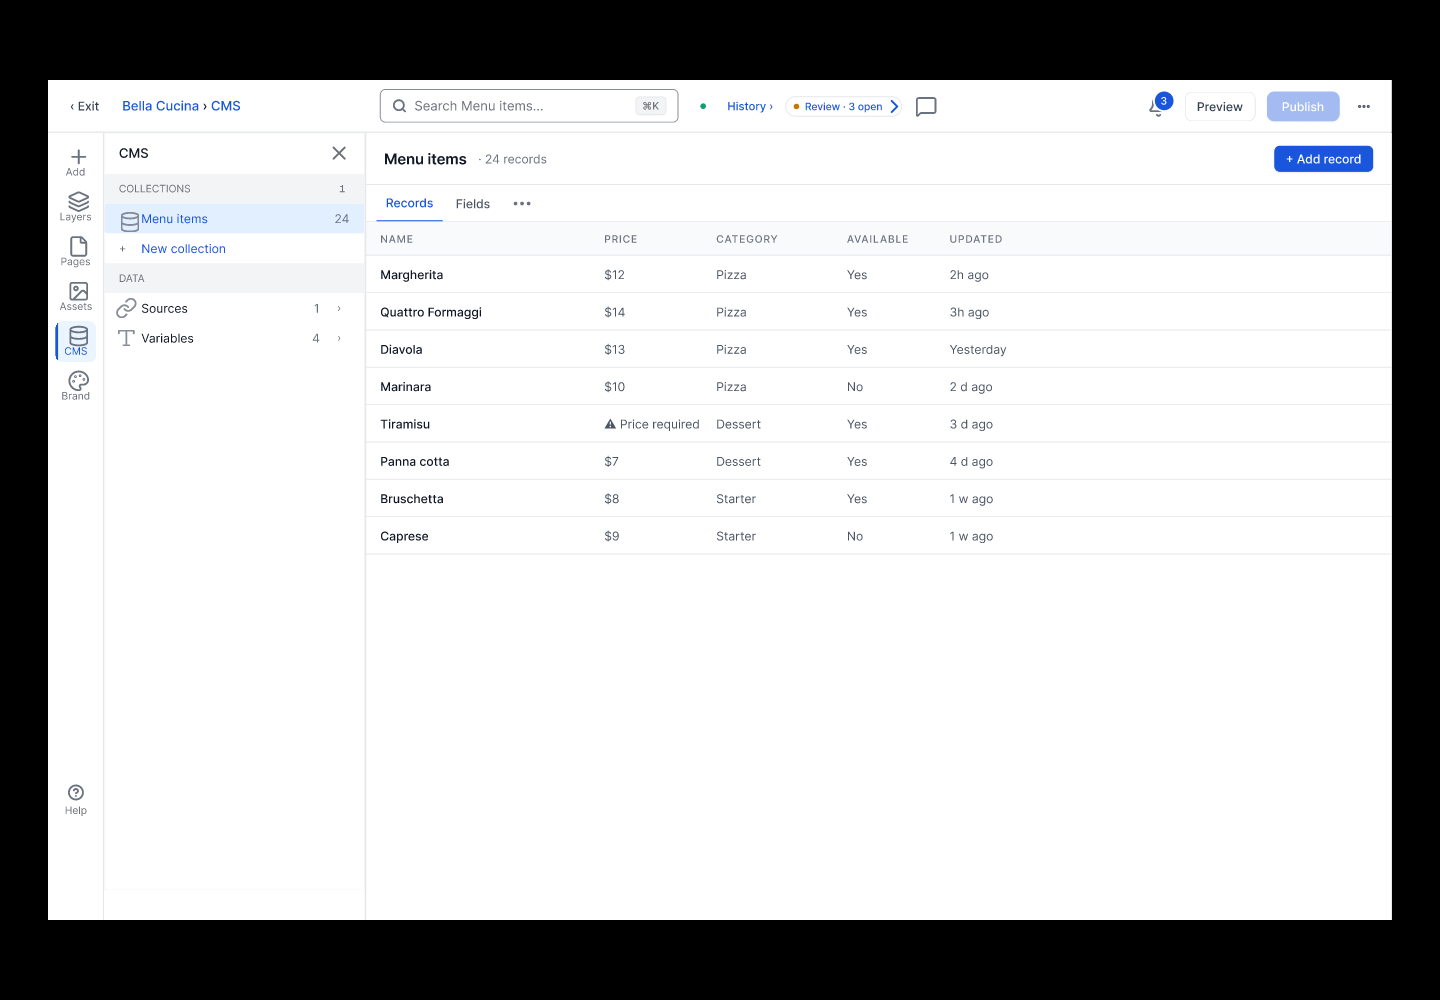 ‹ Exit Bella Cucina › CMS Search Menu items... ⌘K History › Review · 3 open 3 Preview Publish •••
Add
Layers
Pages
Assets
CMS
Brand
Help
CMS
COLLECTIONS 1
Menu items 24
+ New collection
DATA
Sources 1 ›
Variables 4 ›
Menu items · 24 records + Add record
Records Fields •••
NAME PRICE CATEGORY AVAILABLE UPDATED
Margherita $12 Pizza Yes 2h ago
Quattro Formaggi $14 Pizza Yes 3h ago
Diavola $13 Pizza Yes Yesterday
Marinara $10 Pizza No 2 d ago
Tiramisu ⚠ Price required Dessert Yes 3 d ago
Panna cotta $7 Dessert Yes 4 d ago
Bruschetta $8 Starter Yes 1 w ago
Caprese $9 Starter No 1 w ago